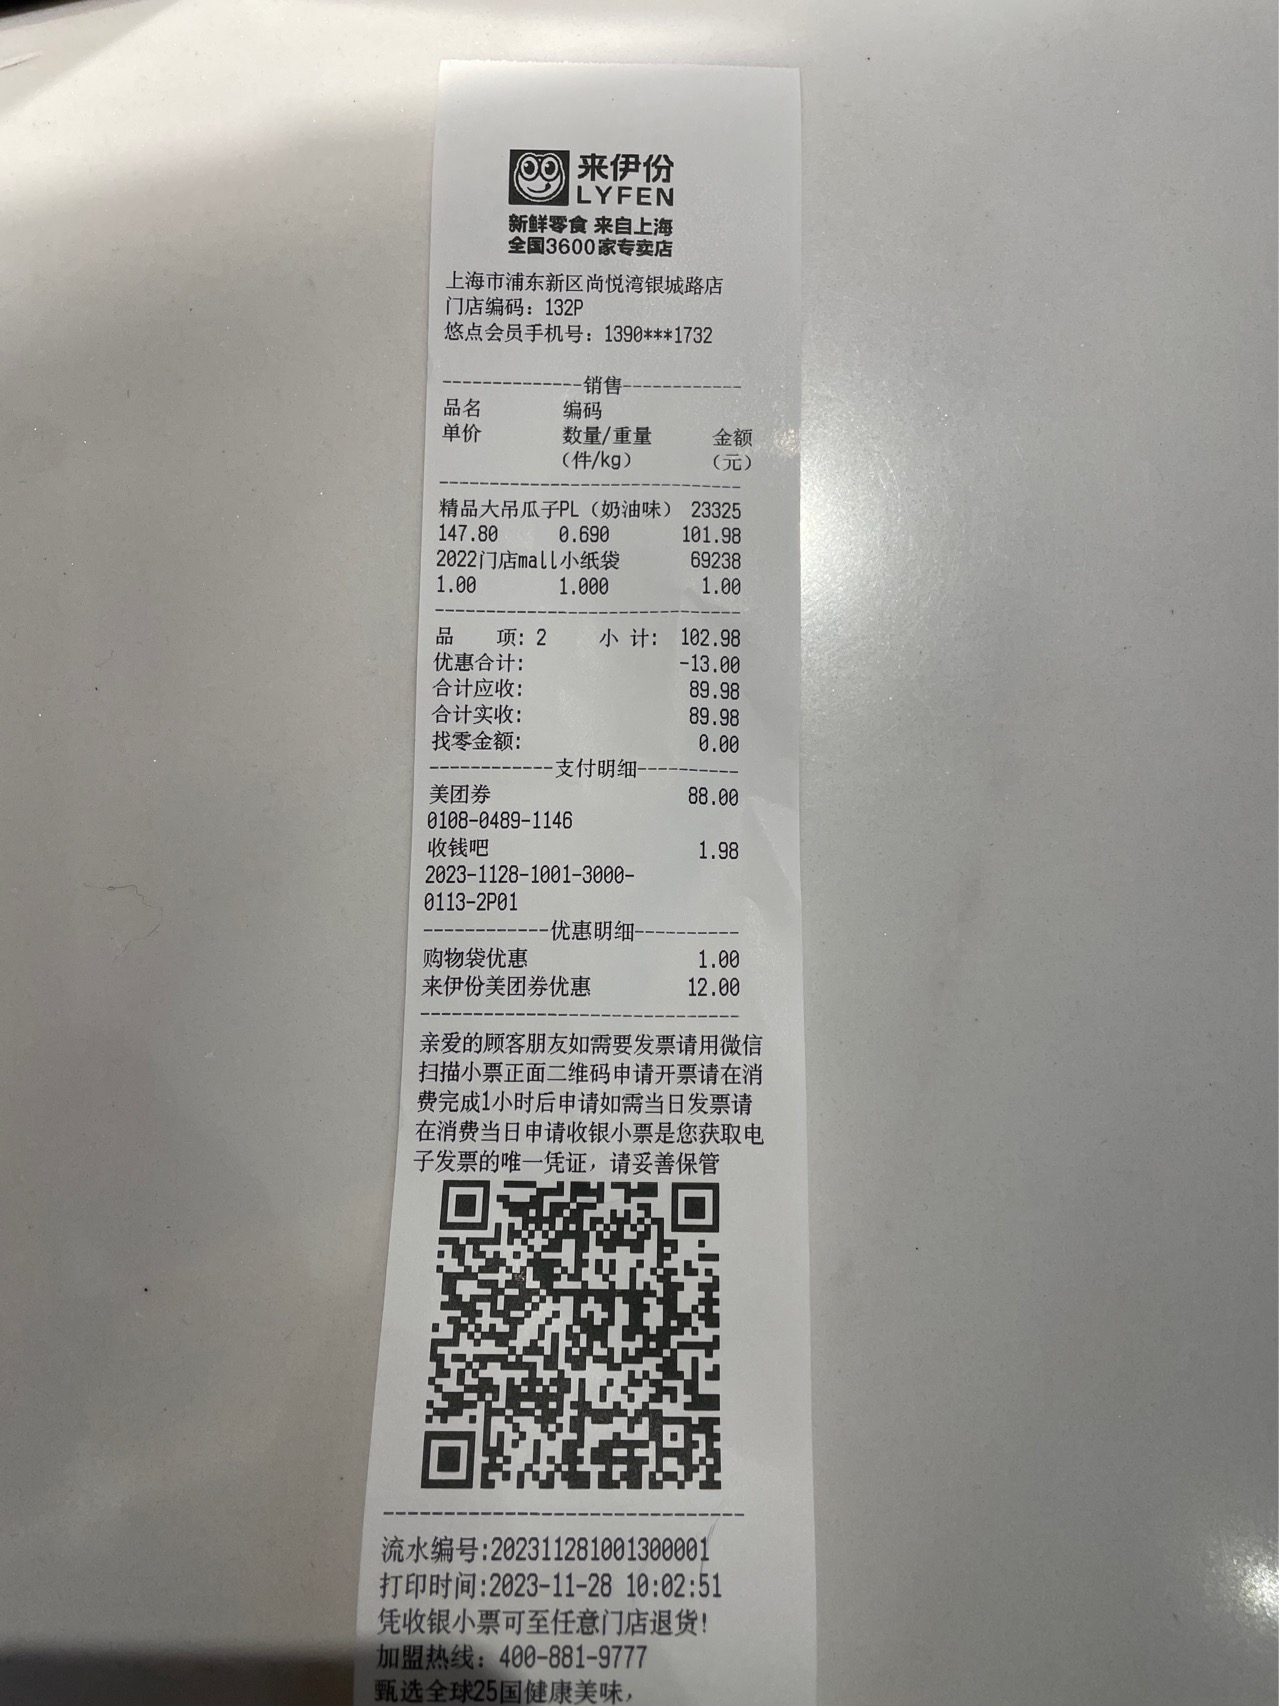 来伊份
LYFEN
新鲜零食 来自上海
全国3600家专卖店
上海市浦东新区尚悦湾银城路店
门店编码：132P
悠点会员手机号：1390***1732
--------------销售------------
品名 编码
单价 数量/重量 金额
（件/kg） （元）
------------------------------
精品大吊瓜子PL（奶油味） 23325
147.80 0.690 101.98
2022门店mall小纸袋 69238
1.00 1.000 1.00
------------------------------
品 项：2 小 计： 102.98
优惠合计： -13.00
合计应收： 89.98
合计实收： 89.98
找零金额： 0.00
------------支付明细----------
美团券 88.00
0108-0489-1146
收钱吧 1.98
2023-1128-1001-3000-
0113-2P01
------------优惠明细----------
购物袋优惠 1.00
来伊份美团券优惠 12.00
------------------------------
亲爱的顾客朋友如需要发票请用微信
扫描小票正面二维码申请开票请在消
费完成1小时后申请如需当日发票请
在消费当日申请收银小票是您获取电
子发票的唯一凭证，请妥善保管
------------------------------
流水编号:202311281001300001
打印时间:2023-11-28 10:02:51
凭收银小票可至任意门店退货!
加盟热线：400-881-9777
甄选全球25国健康美味，